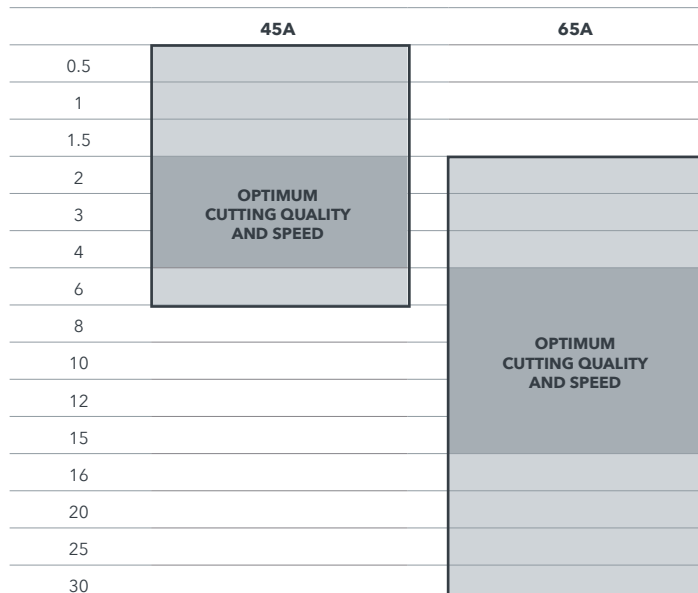 45A 65A
0.5
1
1.5
2
3
4
OPTIMUM
CUTTING QUALITY
AND SPEED
6
8
10
12
15
OPTIMUM
CUTTING QUALITY
AND SPEED
16
20
25
30